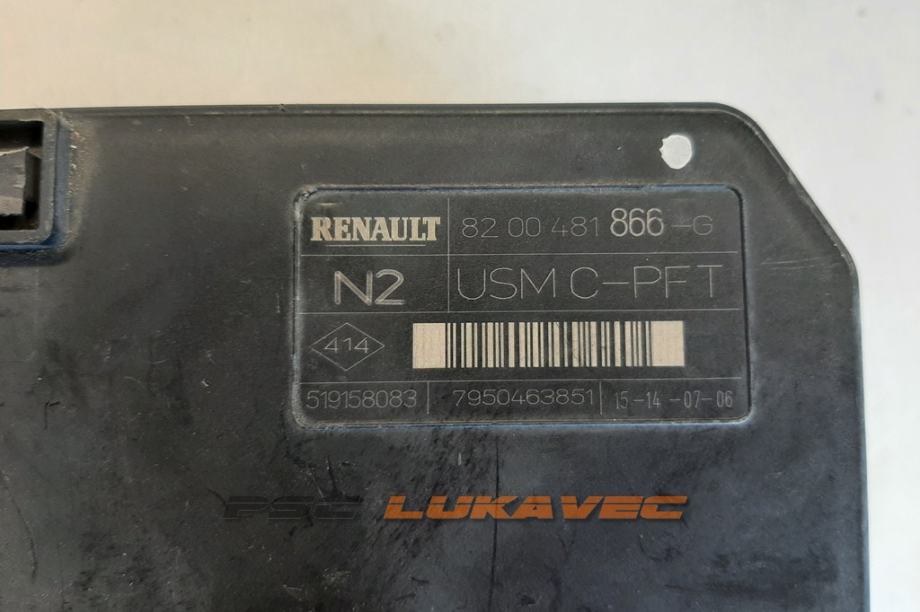 RENAULT 82 00 481 866 -G
N2 USM C-PFT
414
519158083 7950463851 15-14 -07-06
PSC LUKAVEC